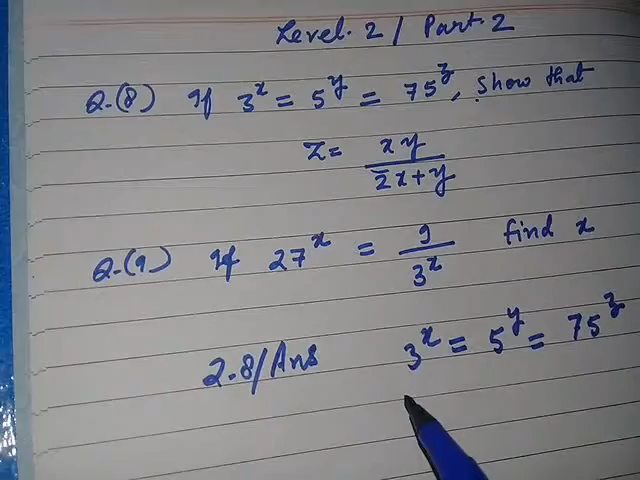 Level. 2 / Part. 2
Q.(8) If 3^x = 5^y = 75^z, Show that
z = xy / 2x+y
Q.(9) If 27^x = 9 / 3^x find x
2.8/Ans 3^x = 5^y = 75^z